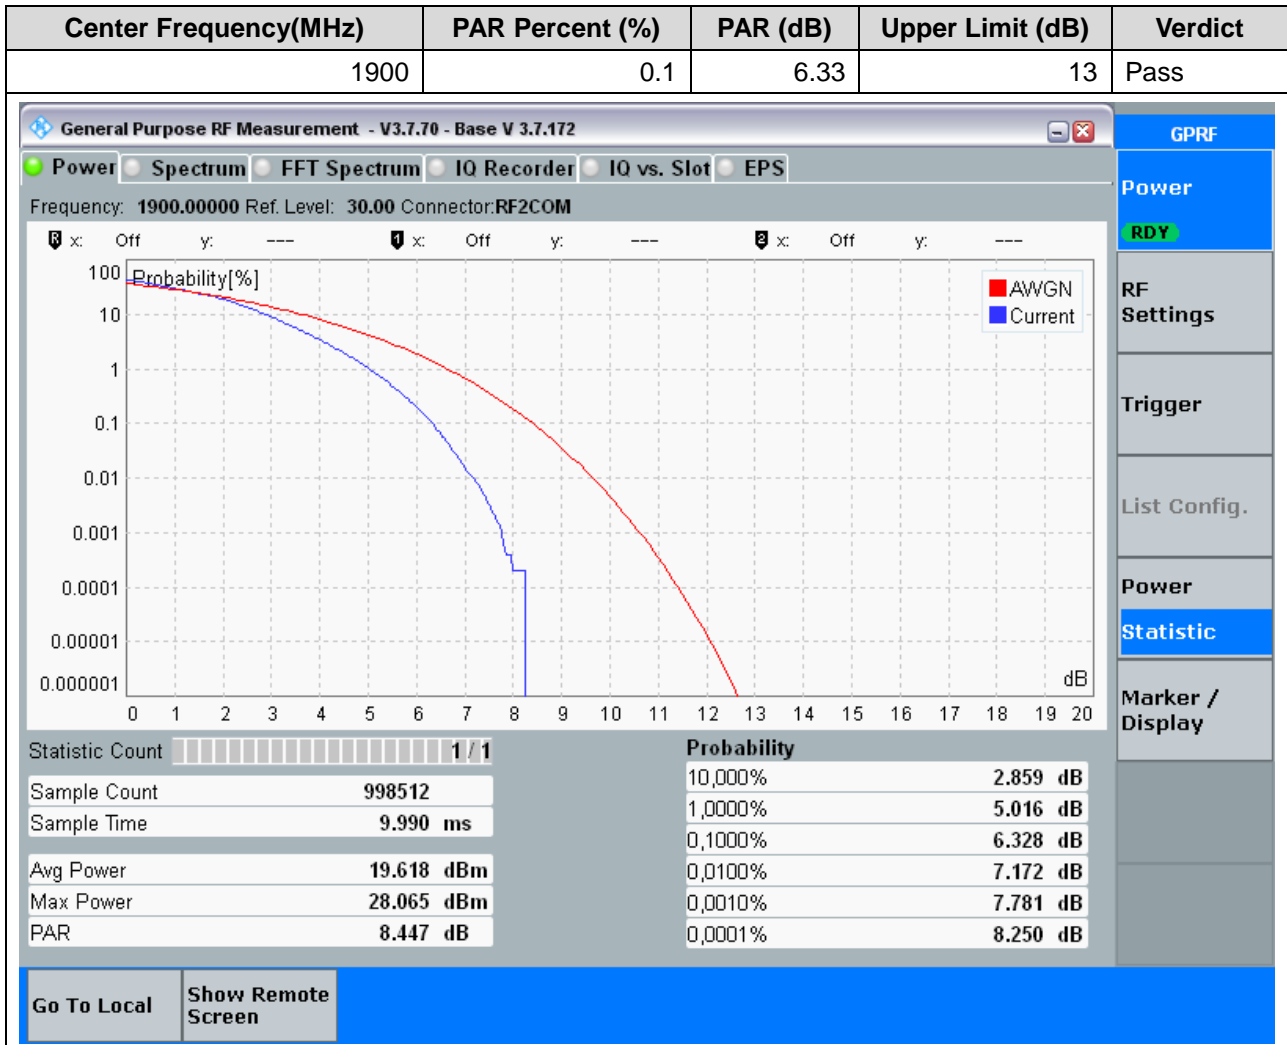 Center Frequency(MHz) PAR Percent (%) PAR (dB) Upper Limit (dB) Verdict
1900 0.1 6.33 13 Pass
General Purpose RF Measurement - V3.7.70 - Base V 3.7.172
GPRF
Power Spectrum FFT Spectrum IQ Recorder IQ vs. Slot EPS
Power
RDY
Frequency: 1900.00000 Ref. Level: 30.00 Connector:RF2COM
R x: Off y: --- 1 x: Off y: --- 2 x: Off y: ---
Probability[%]
AWGN
Current
100
10
1
0.1
0.01
0.001
0.0001
0.00001
0.000001
dB
0 1 2 3 4 5 6 7 8 9 10 11 12 13 14 15 16 17 18 19 20
RF
Settings
Trigger
List Config.
Power
Statistic
Marker /
Display
Statistic Count 1 / 1
Sample Count 998512
Sample Time 9.990 ms
Avg Power 19.618 dBm
Max Power 28.065 dBm
PAR 8.447 dB
Probability
10,000% 2.859 dB
1,0000% 5.016 dB
0,1000% 6.328 dB
0,0100% 7.172 dB
0,0010% 7.781 dB
0,0001% 8.250 dB
Go To Local
Show Remote
Screen